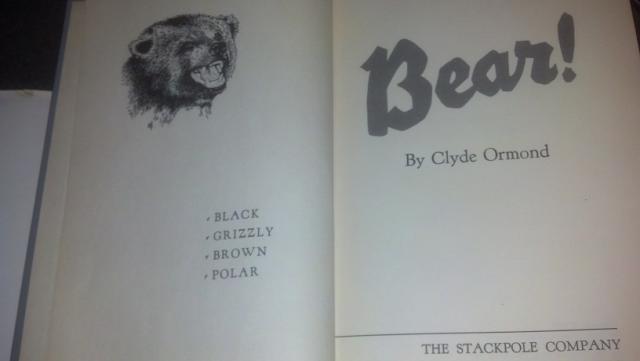 BLACK
GRIZZLY
BROWN
POLAR
Bear!
By Clyde Ormond
THE STACKPOLE COMPANY